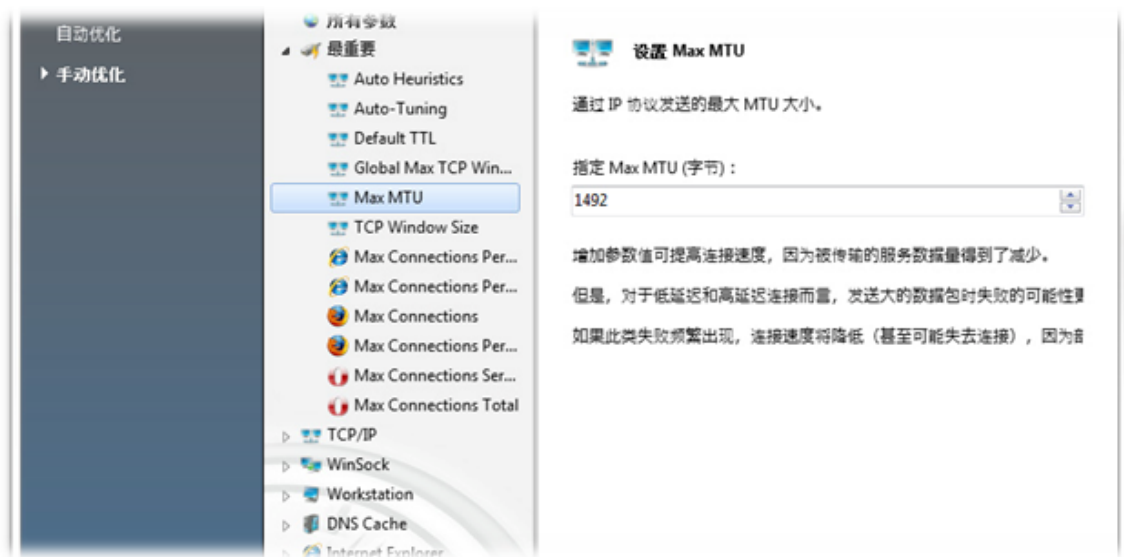 自动优化
手动优化
所有参数
最重要
Auto Heuristics
Auto-Tuning
Default TTL
Global Max TCP Win...
Max MTU
TCP Window Size
Max Connections Per...
Max Connections Per...
Max Connections
Max Connections Per...
Max Connections Ser...
Max Connections Total
TCP/IP
WinSock
Workstation
DNS Cache
Internet Explorer
设置 Max MTU
通过 IP 协议发送的最大 MTU 大小。
指定 Max MTU (字节)：
1492
增加参数值可提高连接速度，因为被传输的服务数据量得到了减少。
但是，对于低延迟和高延迟连接而言，发送大的数据包时失败的可能性更
如果此类失败频繁出现，连接速度将降低（甚至可能失去连接），因为